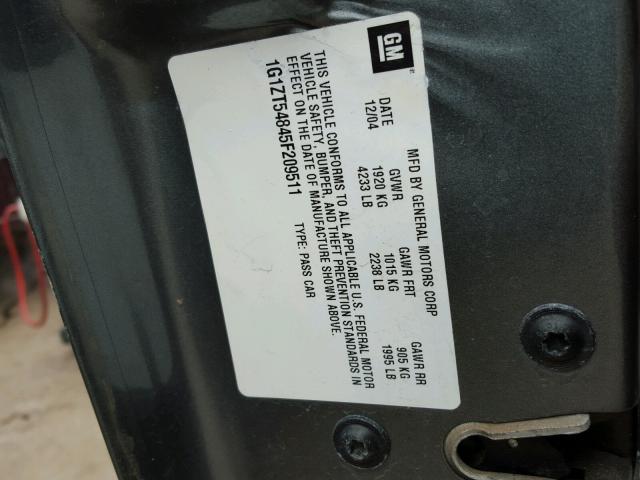 GM
MFD BY GENERAL MOTORS CORP
DATE GVWR GAWR FRT GAWR RR
12/04 1920 KG 1015 KG 905 KG
4233 LB 2238 LB 1995 LB
THIS VEHICLE CONFORMS TO ALL APPLICABLE U.S. FEDERAL MOTOR
VEHICLE SAFETY, BUMPER, AND THEFT PREVENTION STANDARDS IN
EFFECT ON THE DATE OF MANUFACTURE SHOWN ABOVE.
1G1ZT54845F209511 TYPE: PASS CAR